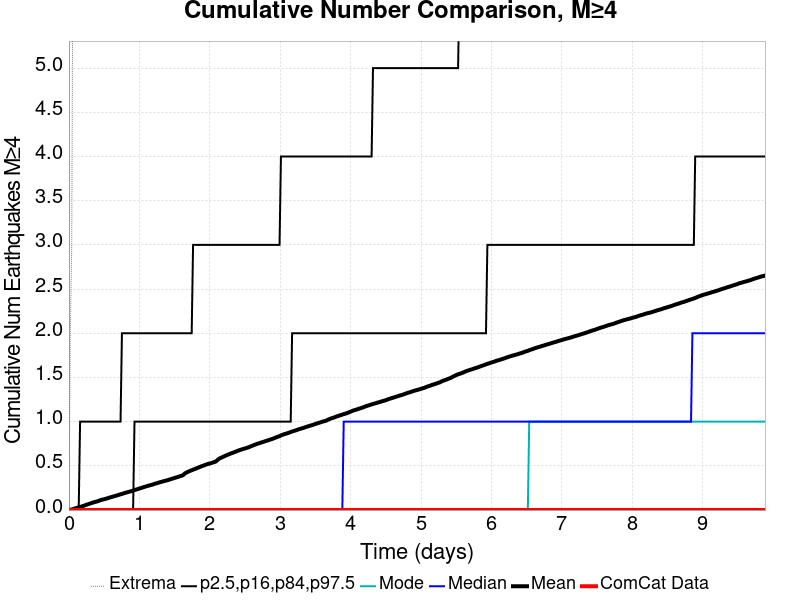 Cumulative Number Comparison, M≥4
Cumulative Num Earthquakes M≥4
5.0
4.5
4.0
3.5
3.0
2.5
2.0
1.5
1.0
0.5
0.0
0 1 2 3 4 5 6 7 8 9
Time (days)
Extrema p2.5,p16,p84,p97.5 Mode Median Mean ComCat Data